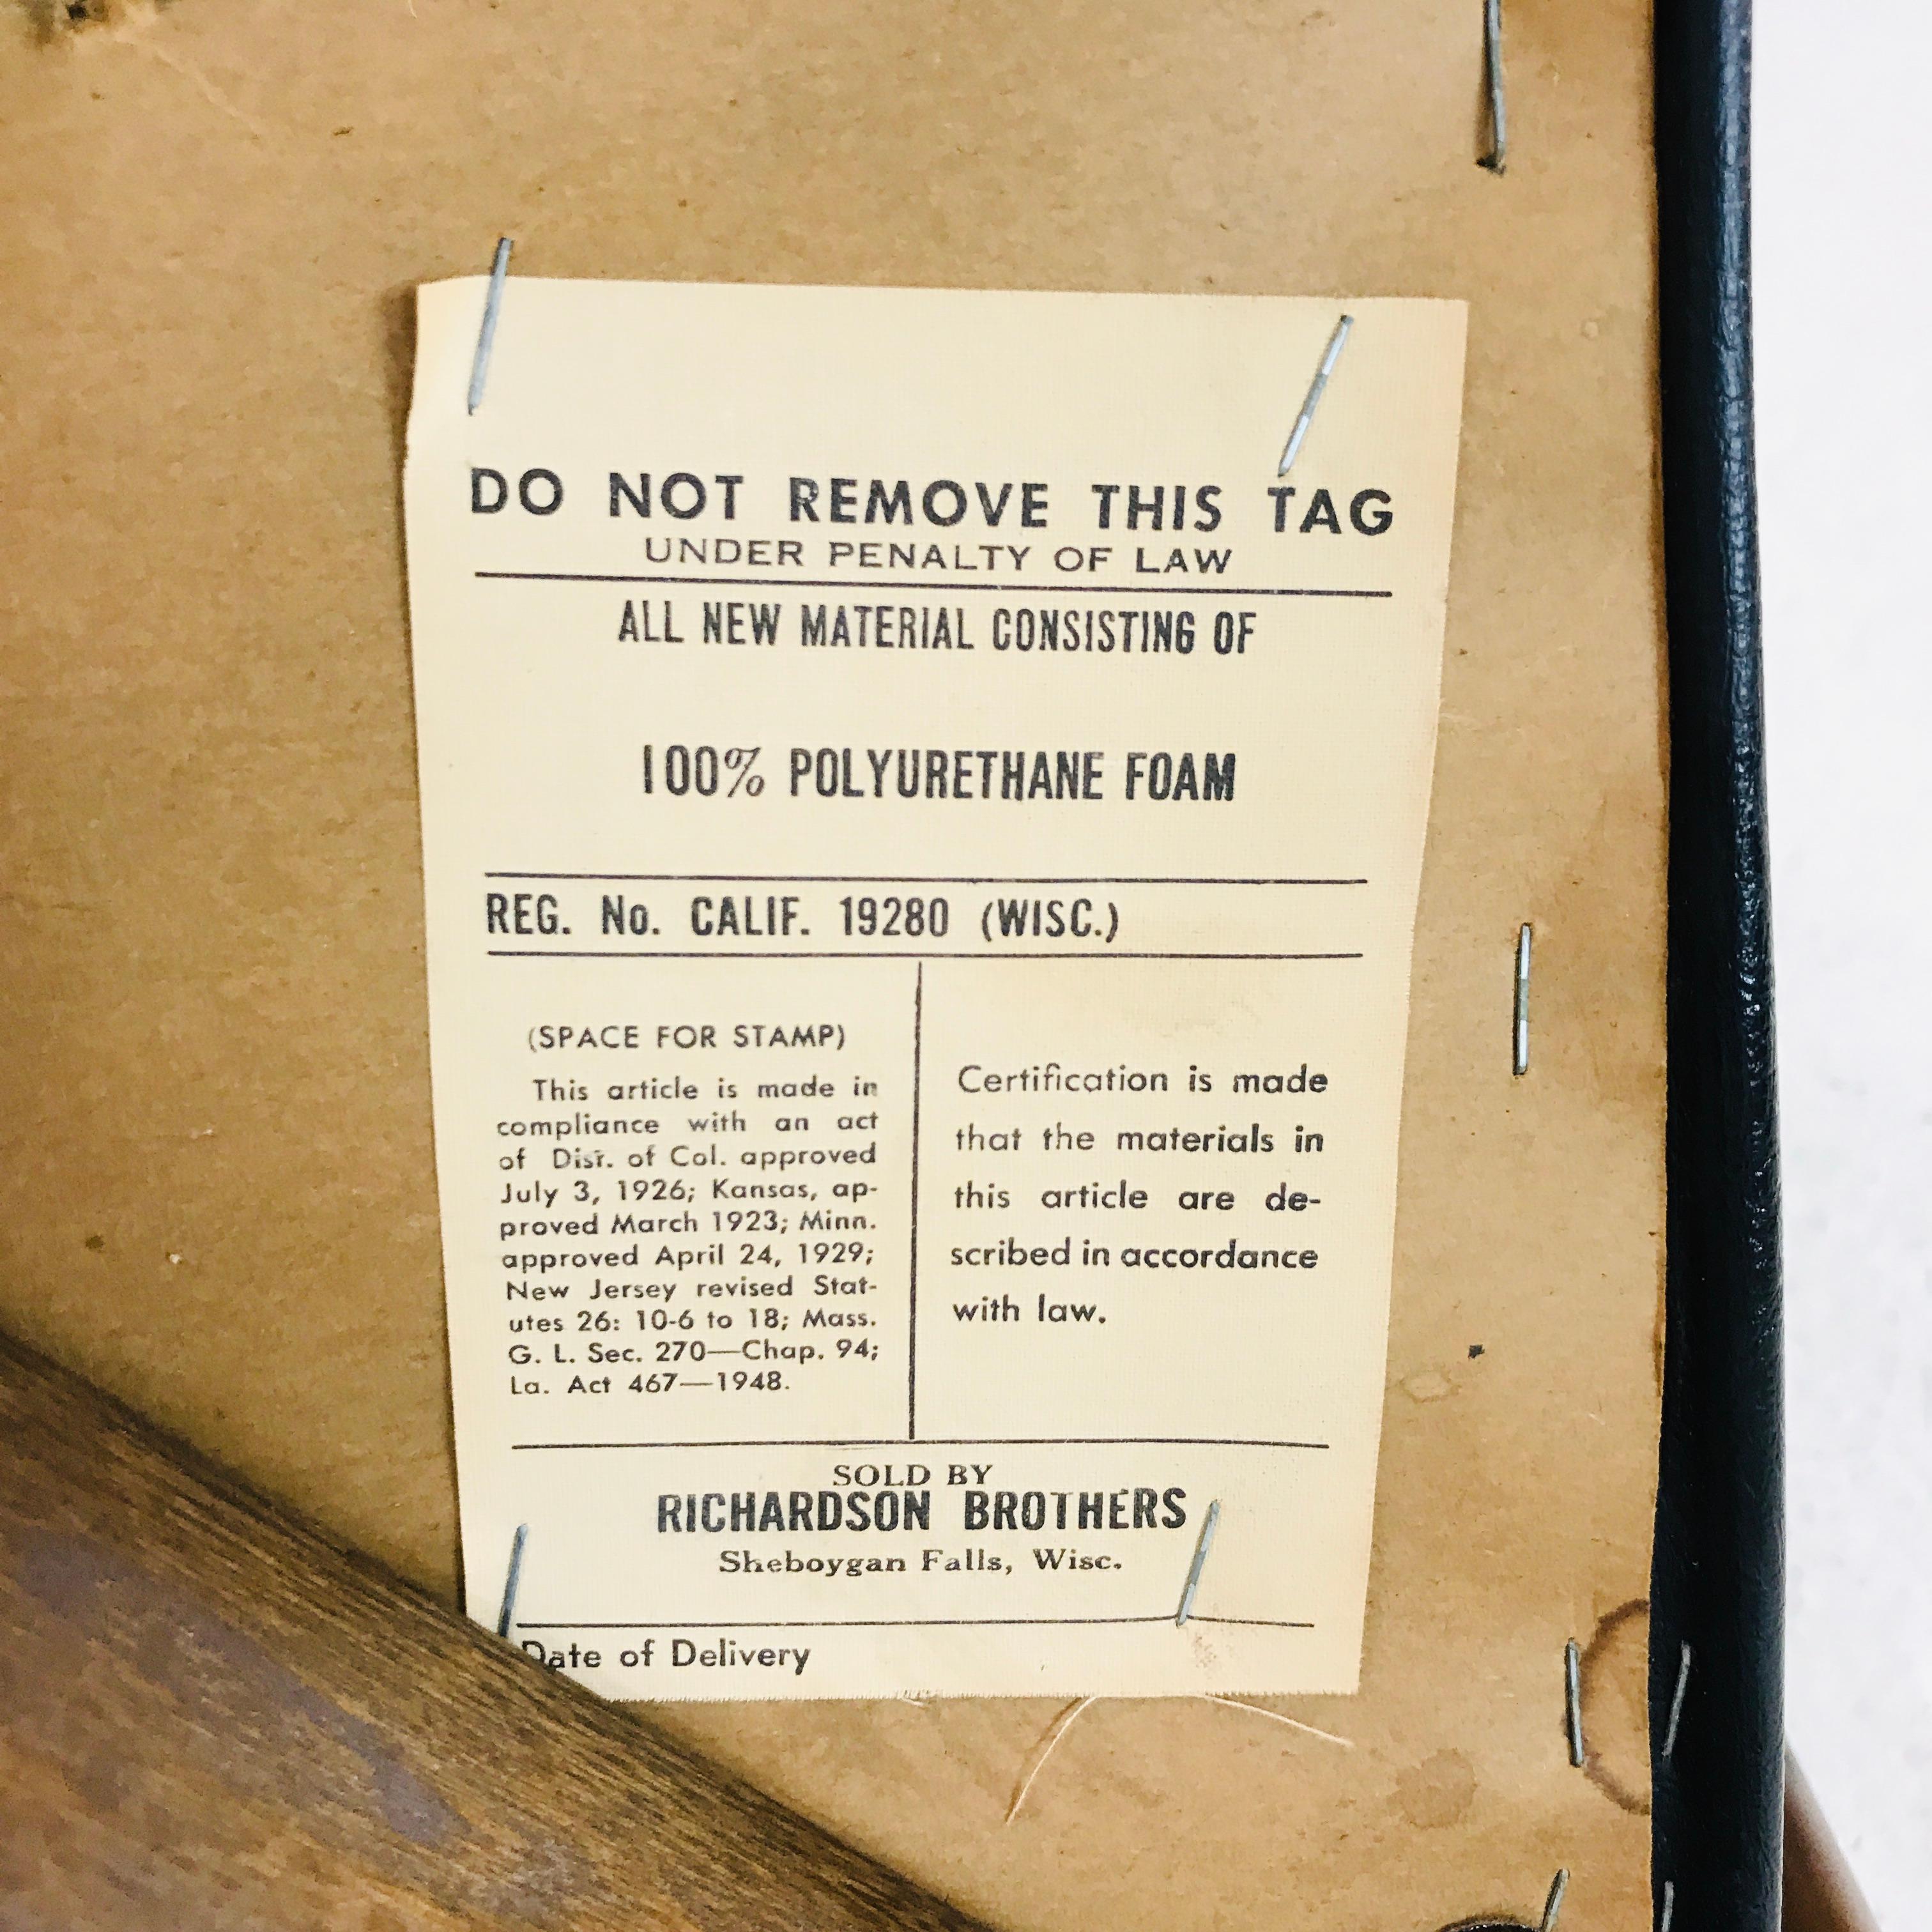 DO NOT REMOVE THIS TAG
UNDER PENALTY OF LAW
ALL NEW MATERIAL CONSISTING OF
100% POLYURETHANE FOAM
REG. No. CALIF. 19280 (WISC.)
(SPACE FOR STAMP)
This article is made in
compliance with an act
of Dist. of Col. approved
July 3, 1926; Kansas, ap-
proved March 1923; Minn.
approved April 24, 1929;
New Jersey revised Stat-
utes 26: 10-6 to 18; Mass.
G. L. Sec. 270—Chap. 94;
La. Act 467—1948.
Certification is made
that the materials in
this article are de-
scribed in accordance
with law.
SOLD BY
RICHARDSON BROTHERS
Sheboygan Falls, Wisc.
Date of Delivery